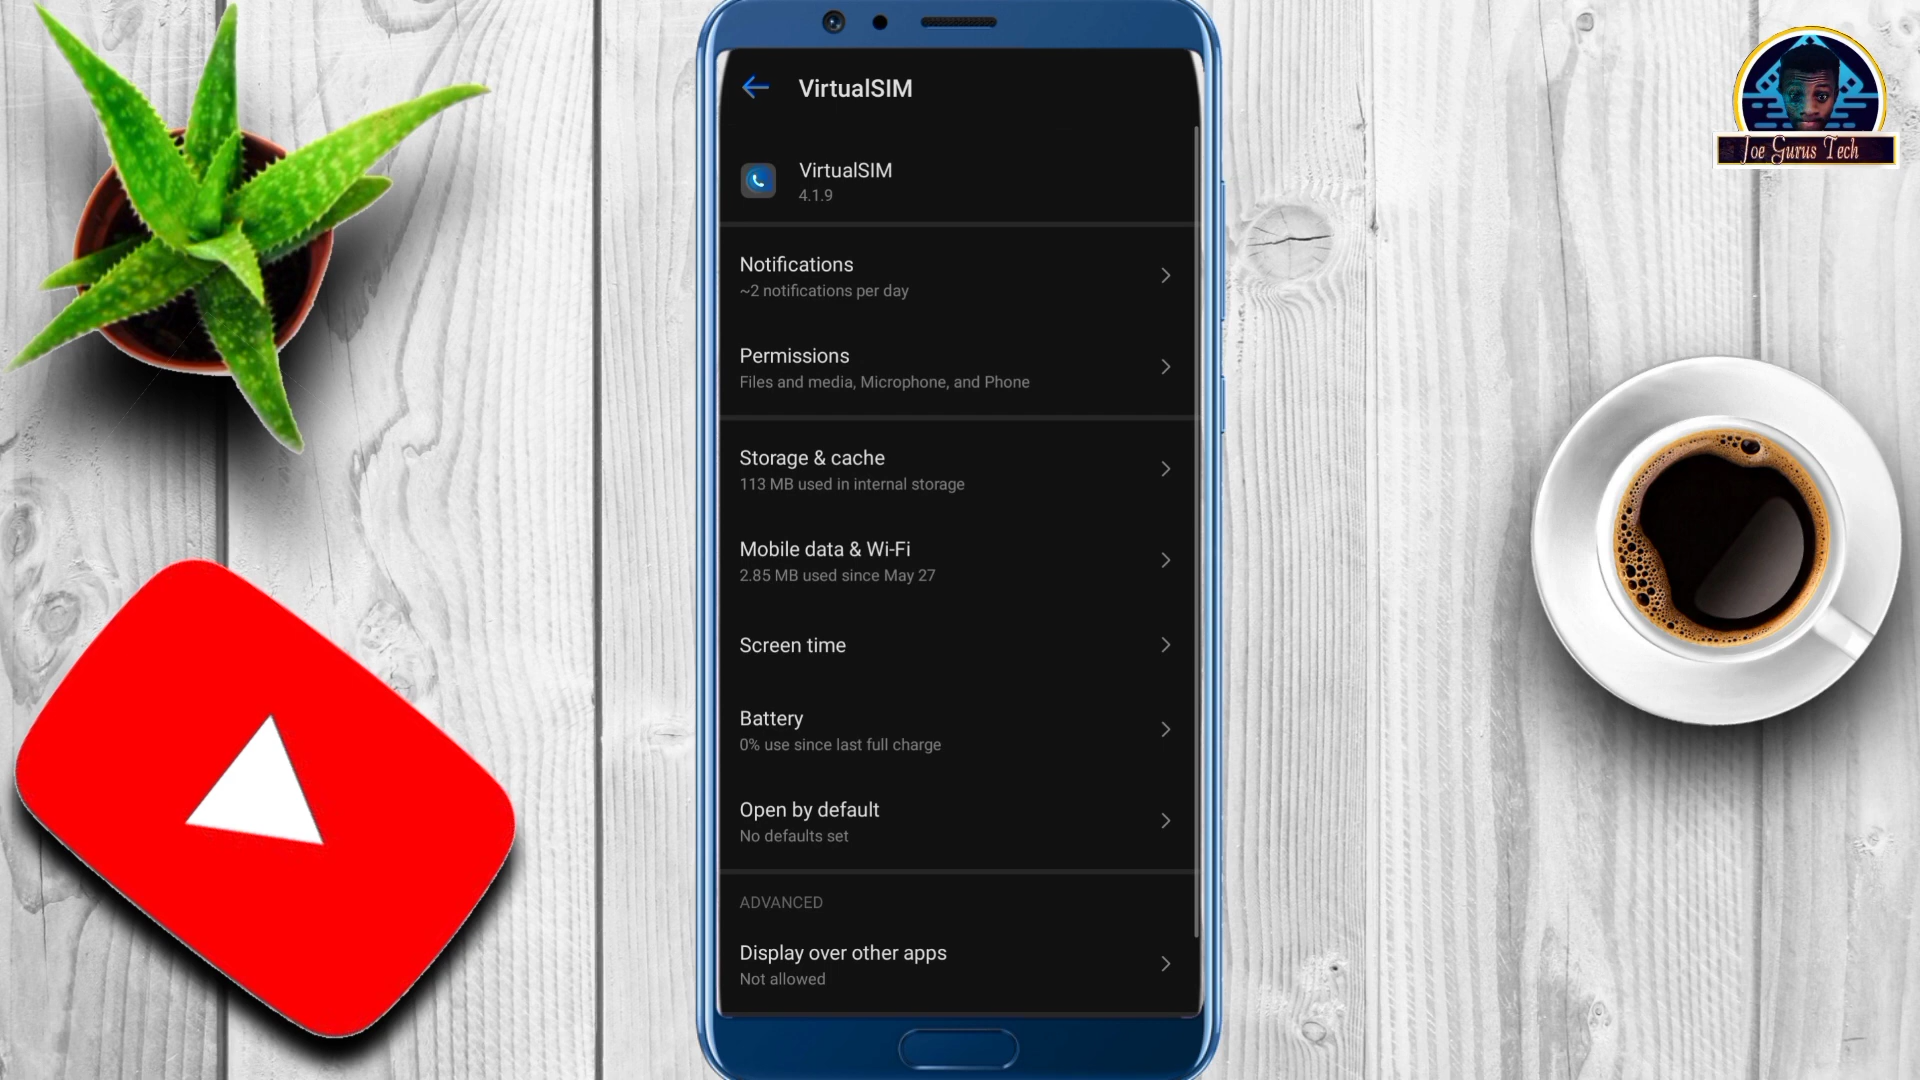 VirtualSIM
VirtualSIM
4.1.9
Notifications
~2 notifications per day
Permissions
Files and media, Microphone, and Phone
Storage & cache
113 MB used in internal storage
Mobile data & Wi-Fi
2.85 MB used since May 27
Screen time
Battery
0% use since last full charge
Open by default
No defaults set
ADVANCED
Display over other apps
Not allowed
Joe Gurus Tech